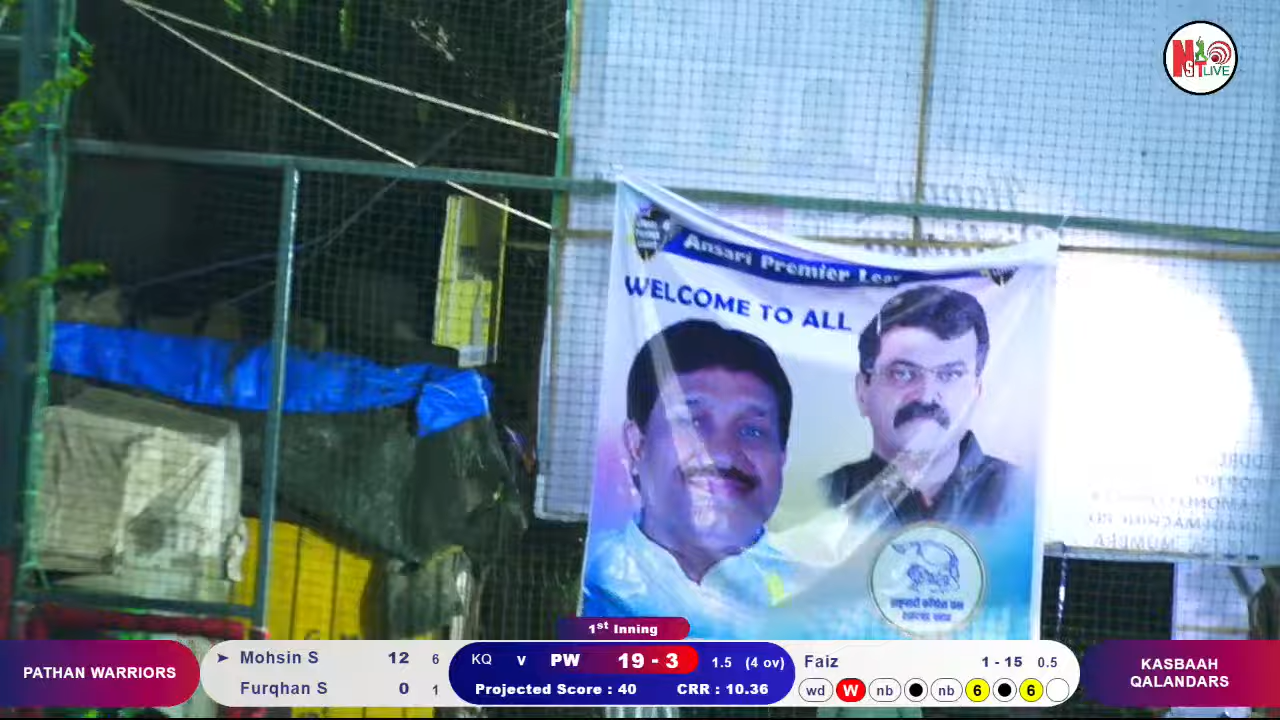 NST LIVE
Ansari Premier Lea
WELCOME TO ALL
MUMBRA
1st Inning
PATHAN WARRIORS
Mohsin S 12 6
Furqhan S 0 1
KQ v PW 19 - 3 1.5 (4 ov)
Projected Score : 40 CRR : 10.36
Faiz 1 - 15 0.5
wd W nb nb 6 6
KASBAAH
QALANDARS